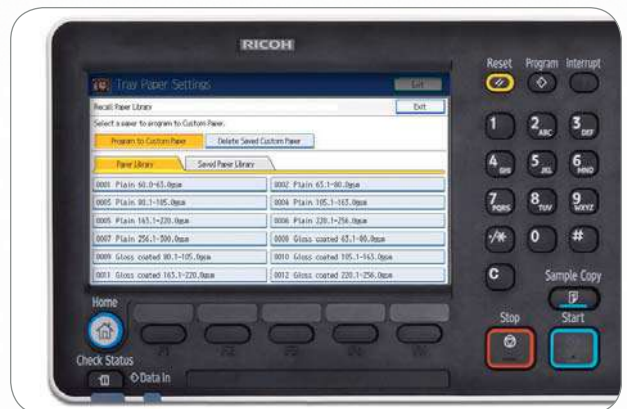 RICOH
Reset Program Interrupt
Tray Paper Settings Exit
Recall Paper Library Exit
Select a paper to program to Custom Paper.
Program to Custom Paper Delete Saved Custom Paper
Paper Library Saved Paper Library
0001 Plain 60.0-63.0gsm 0002 Plain 63.1-80.0gsm
0003 Plain 80.1-105.0gsm 0004 Plain 105.1-163.0gsm
0005 Plain 163.1-220.0gsm 0006 Plain 220.1-256.0gsm
0007 Plain 256.1-300.0gsm 0008 Gloss coated 63.1-80.0gsm
0009 Gloss coated 80.1-105.0gsm 0010 Gloss coated 105.1-163.0gsm
0011 Gloss coated 163.1-220.0gsm 0012 Gloss coated 220.1-256.0gsm
1 2 ABC 3 DEF
4 GHI 5 JKL 6 MNO
7 PQRS 8 TUV 9 WXYZ
·/* 0 #
C Sample Copy
Home
Stop Start
F1 F2 F3 F4
Check Status
Data In